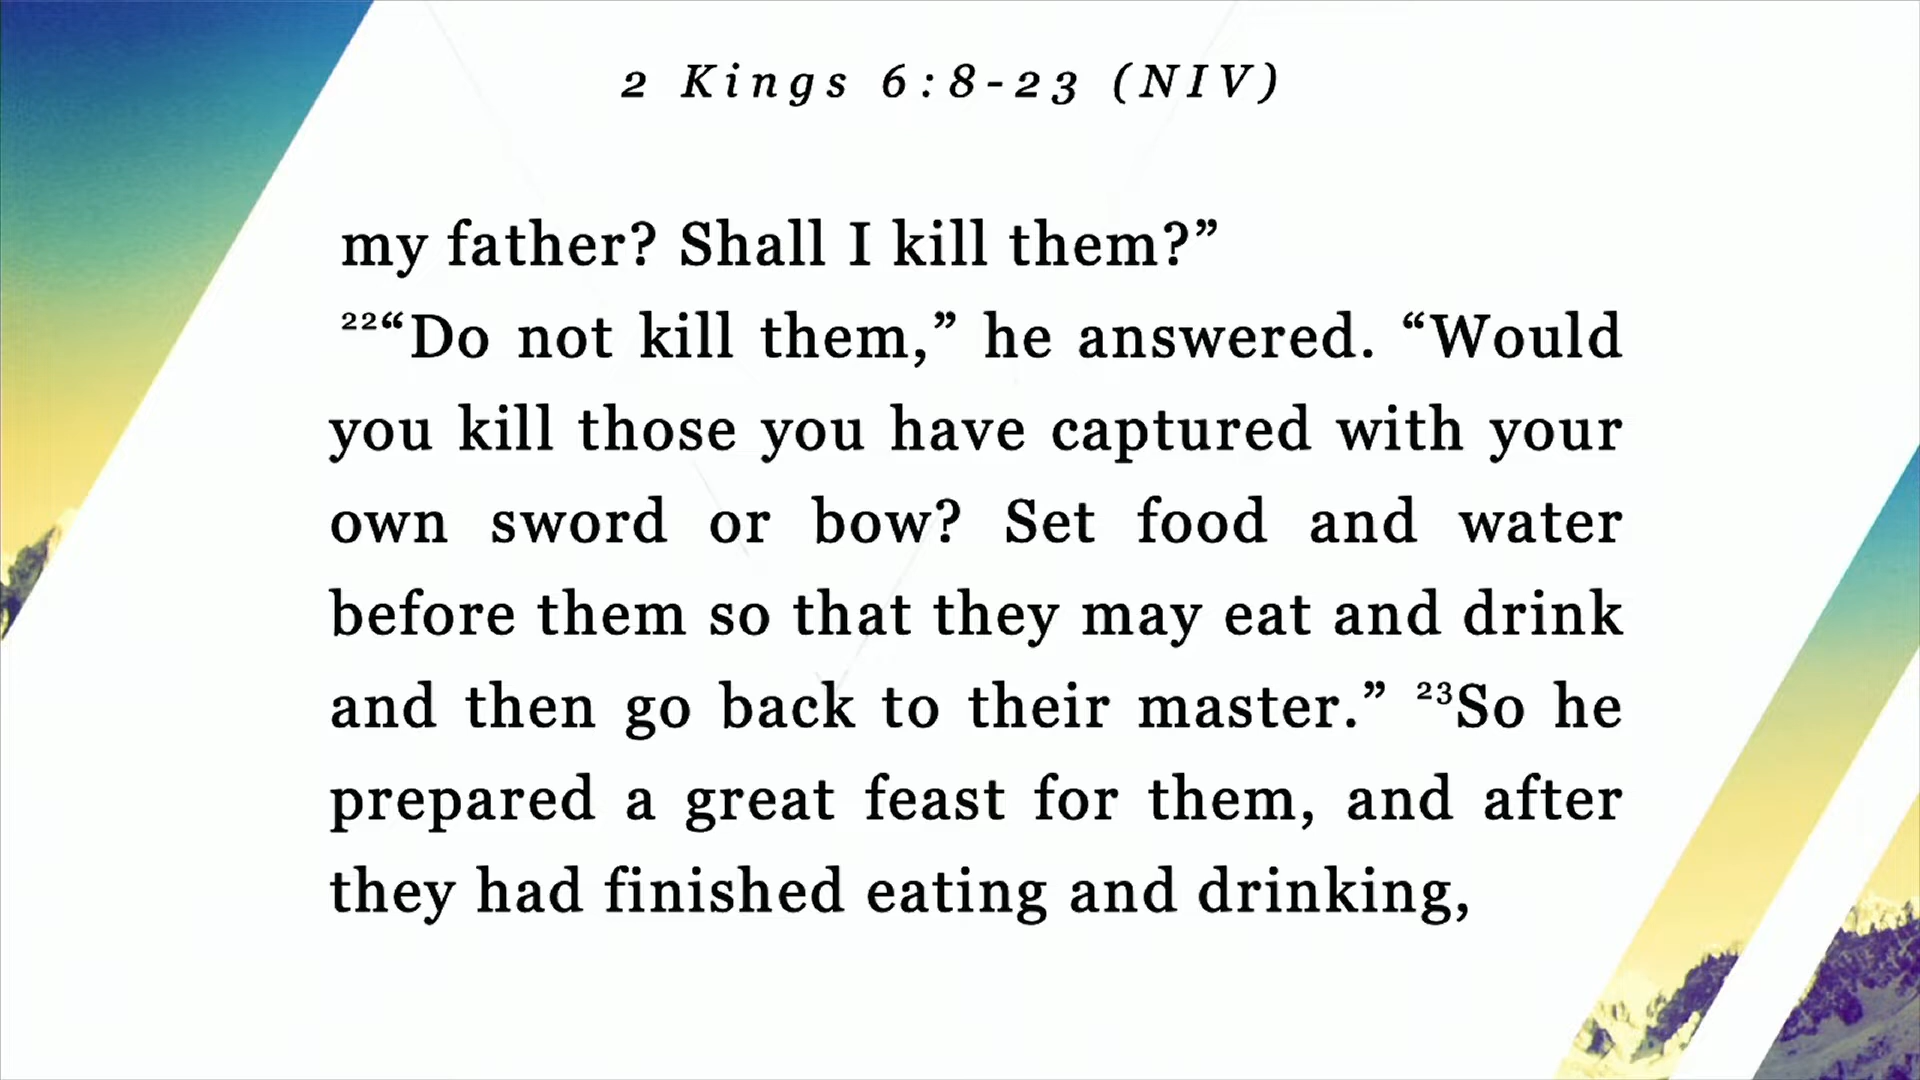 2 Kings 6:8-23 (NIV)
my father? Shall I kill them?”
²²“Do not kill them,” he answered. “Would
you kill those you have captured with your
own sword or bow? Set food and water
before them so that they may eat and drink
and then go back to their master.” ²³So he
prepared a great feast for them, and after
they had finished eating and drinking,